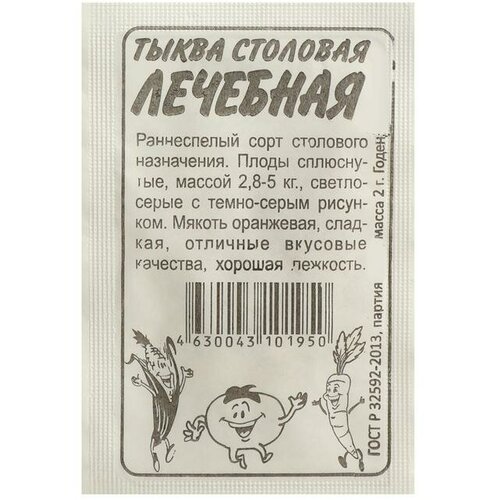 ТЫКВА СТОЛОВАЯ
ЛЕЧЕБНАЯ
Раннеспелый сорт столового
назначения. Плоды сплюсну-
тые, массой 2,8-5 кг., светло-
серые с темно-серым рисун-
ком. Мякоть оранжевая, слад-
кая, отличные вкусовые
качества, хорошая лежкость.
4 630043 101950
масса 2 г. Годен:
ГОСТ Р 32592-2013, партия